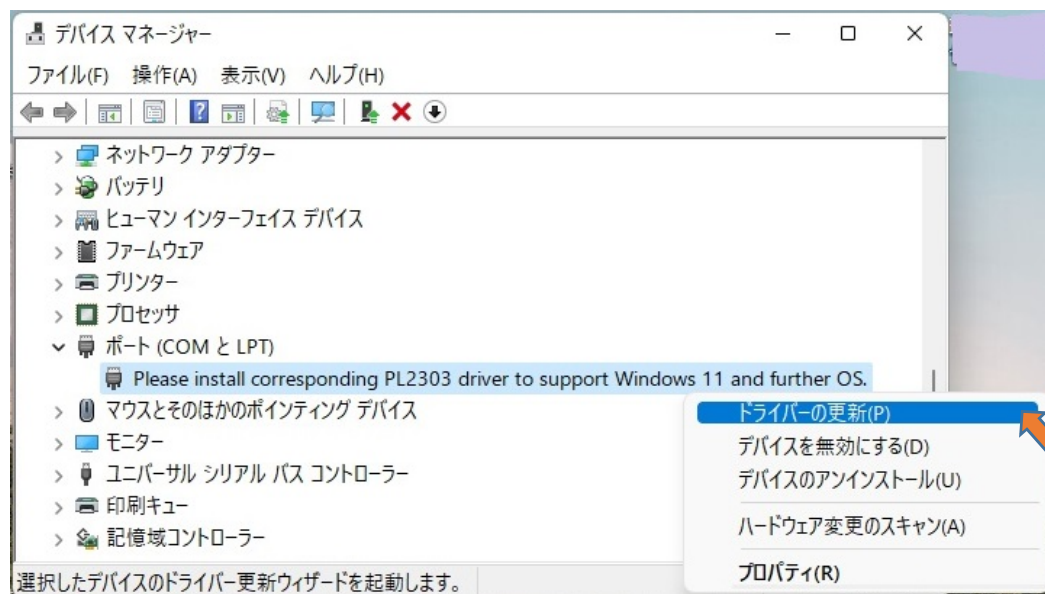 デバイス マネージャー
ファイル(F) 操作(A) 表示(V) ヘルプ(H)
ネットワーク アダプター
バッテリ
ヒューマン インターフェイス デバイス
ファームウェア
プリンター
プロセッサ
ポート (COM と LPT)
Please install corresponding PL2303 driver to support Windows 11 and further OS.
マウスとそのほかのポインティング デバイス
モニター
ユニバーサル シリアル バス コントローラー
印刷キュー
記憶域コントローラー
ドライバーの更新(P)
デバイスを無効にする(D)
デバイスのアンインストール(U)
ハードウェア変更のスキャン(A)
プロパティ(R)
選択したデバイスのドライバー更新ウィザードを起動します。